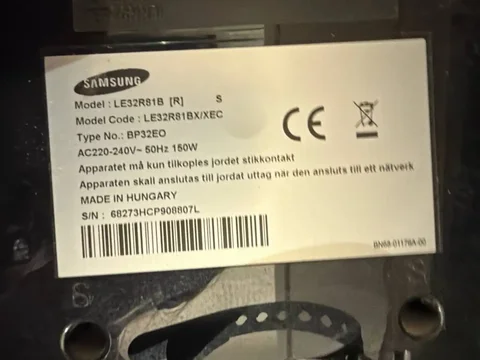 SAMSUNG
Model : LE32R81B [R] S
Model Code : LE32R81BX/XEC
Type No.: BP32EO
AC220-240V~ 50Hz 150W
Apparatet må kun tilkoples jordet stikkontakt
Apparaten skall anslutas till jordat uttag när den ansluts till ett nätverk
MADE IN HUNGARY
S/N : 68273HCP908807L
BN68-01178A-00
S